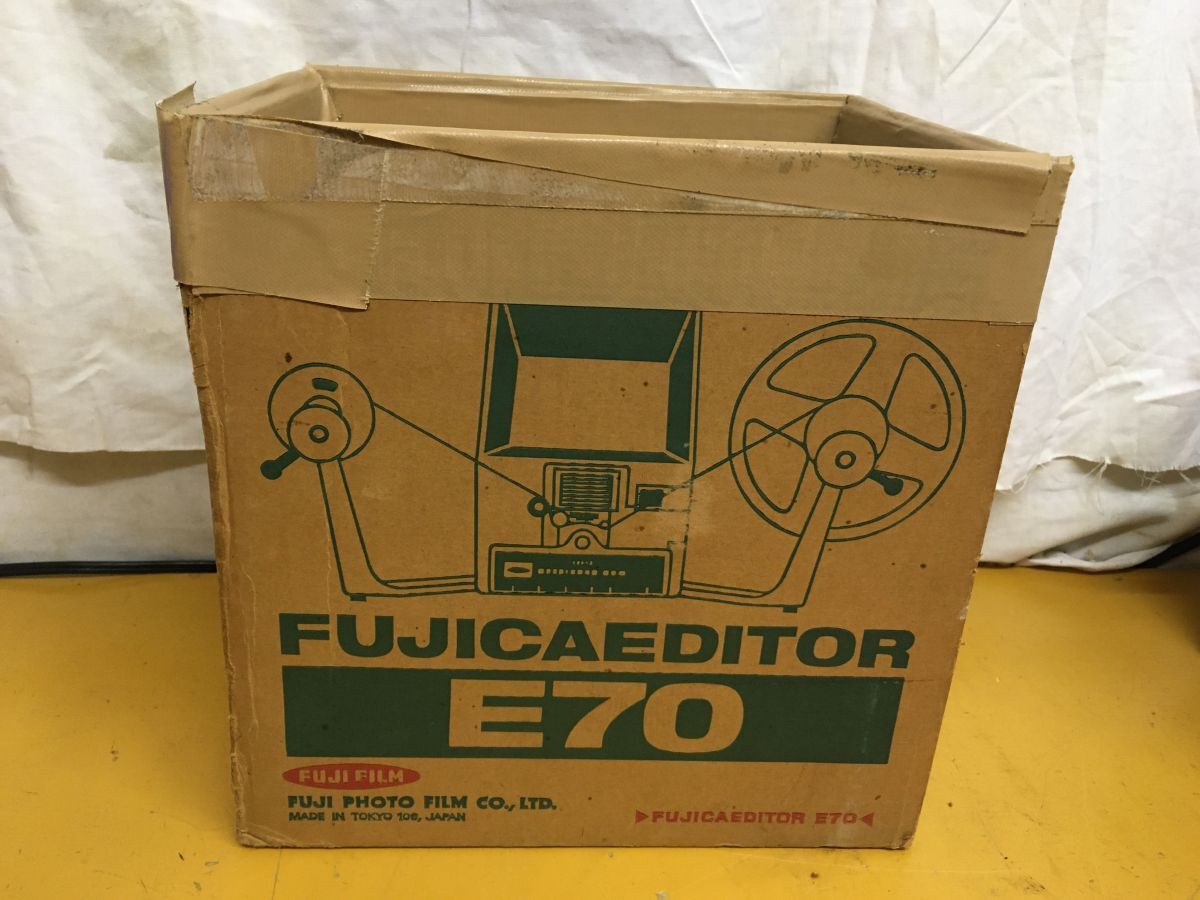 FUJICAEDITOR
E70
FUJI FILM
FUJI PHOTO FILM CO., LTD.
MADE IN TOKYO 106, JAPAN
▶FUJICAEDITOR E70◀